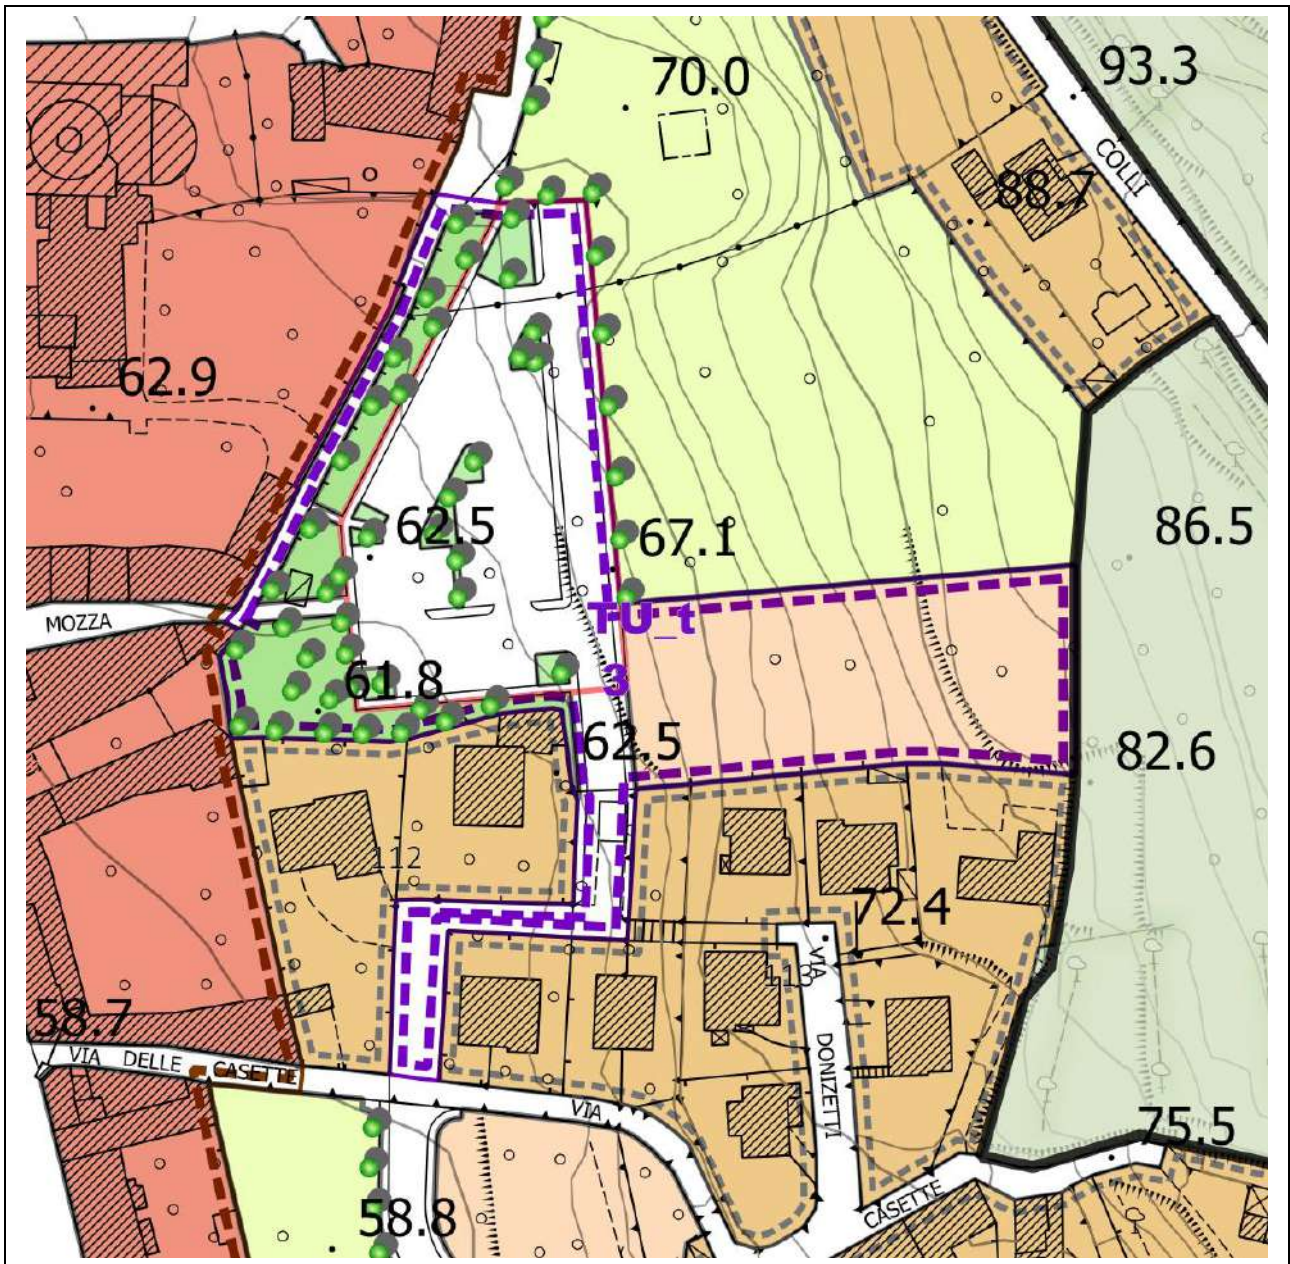 93.3
70.0
COLLI
88.7
62.9
62.5
67.1
86.5
MOZZA
TU_t
3
61.8
62.5
82.6
112
72.4
VIA
113
58.7
VIA DELLE CASETTE
DONIZETTI
VIA
75.5
CASETTE
58.8